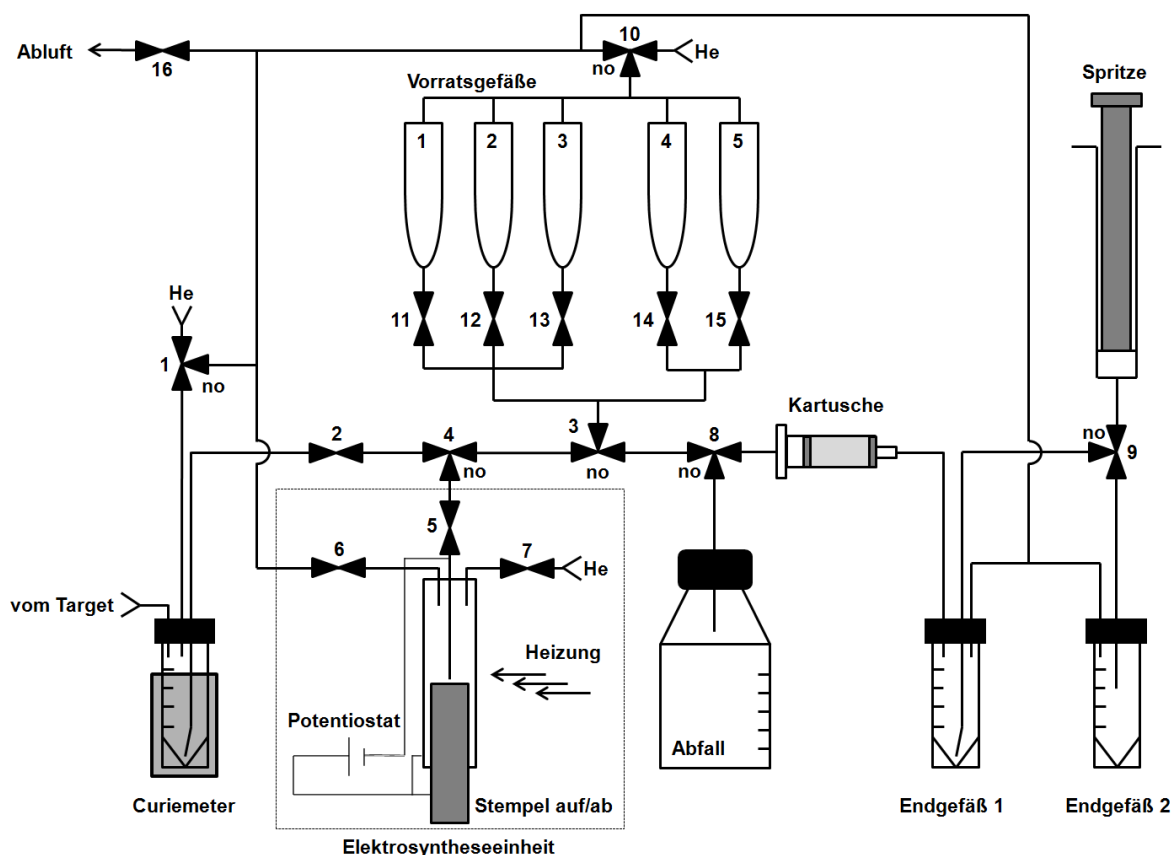 Abluft
16
10
He
no
Vorratsgefäße
Spritze
1
2
3
4
5
11
12
13
14
15
He
1
no
2
4
no
3
no
8
no
Kartusche
no
9
5
6
7
He
vom Target
Heizung
Potentiostat
Stempel auf/ab
Abfall
Curiemeter
Elektrosyntheseeinheit
Endgefäß 1
Endgefäß 2